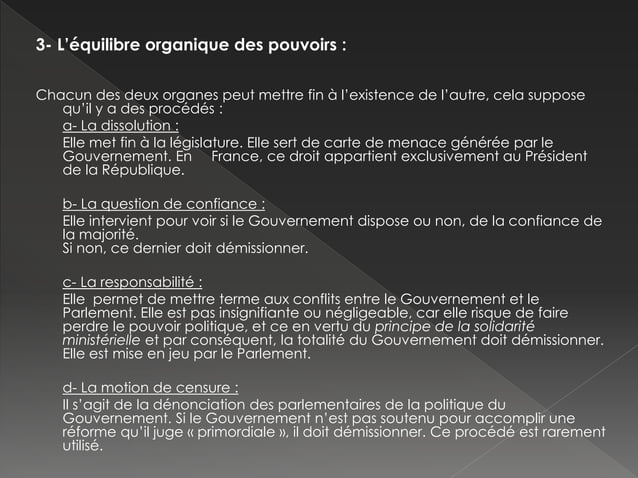 3- L’équilibre organique des pouvoirs :
Chacun des deux organes peut mettre fin à l’existence de l’autre, cela suppose
qu’il y a des procédés :
a- La dissolution :
Elle met fin à la législature. Elle sert de carte de menace générée par le
Gouvernement. En France, ce droit appartient exclusivement au Président
de la République.
b- La question de confiance :
Elle intervient pour voir si le Gouvernement dispose ou non, de la confiance de
la majorité.
Si non, ce dernier doit démissionner.
c- La responsabilité :
Elle permet de mettre terme aux conflits entre le Gouvernement et le
Parlement. Elle est pas insignifiante ou négligeable, car elle risque de faire
perdre le pouvoir politique, et ce en vertu du principe de la solidarité
ministérielle et par conséquent, la totalité du Gouvernement doit démissionner.
Elle est mise en jeu par le Parlement.
d- La motion de censure :
Il s’agit de la dénonciation des parlementaires de la politique du
Gouvernement. Si le Gouvernement n’est pas soutenu pour accomplir une
réforme qu’il juge « primordiale », il doit démissionner. Ce procédé est rarement
utilisé.